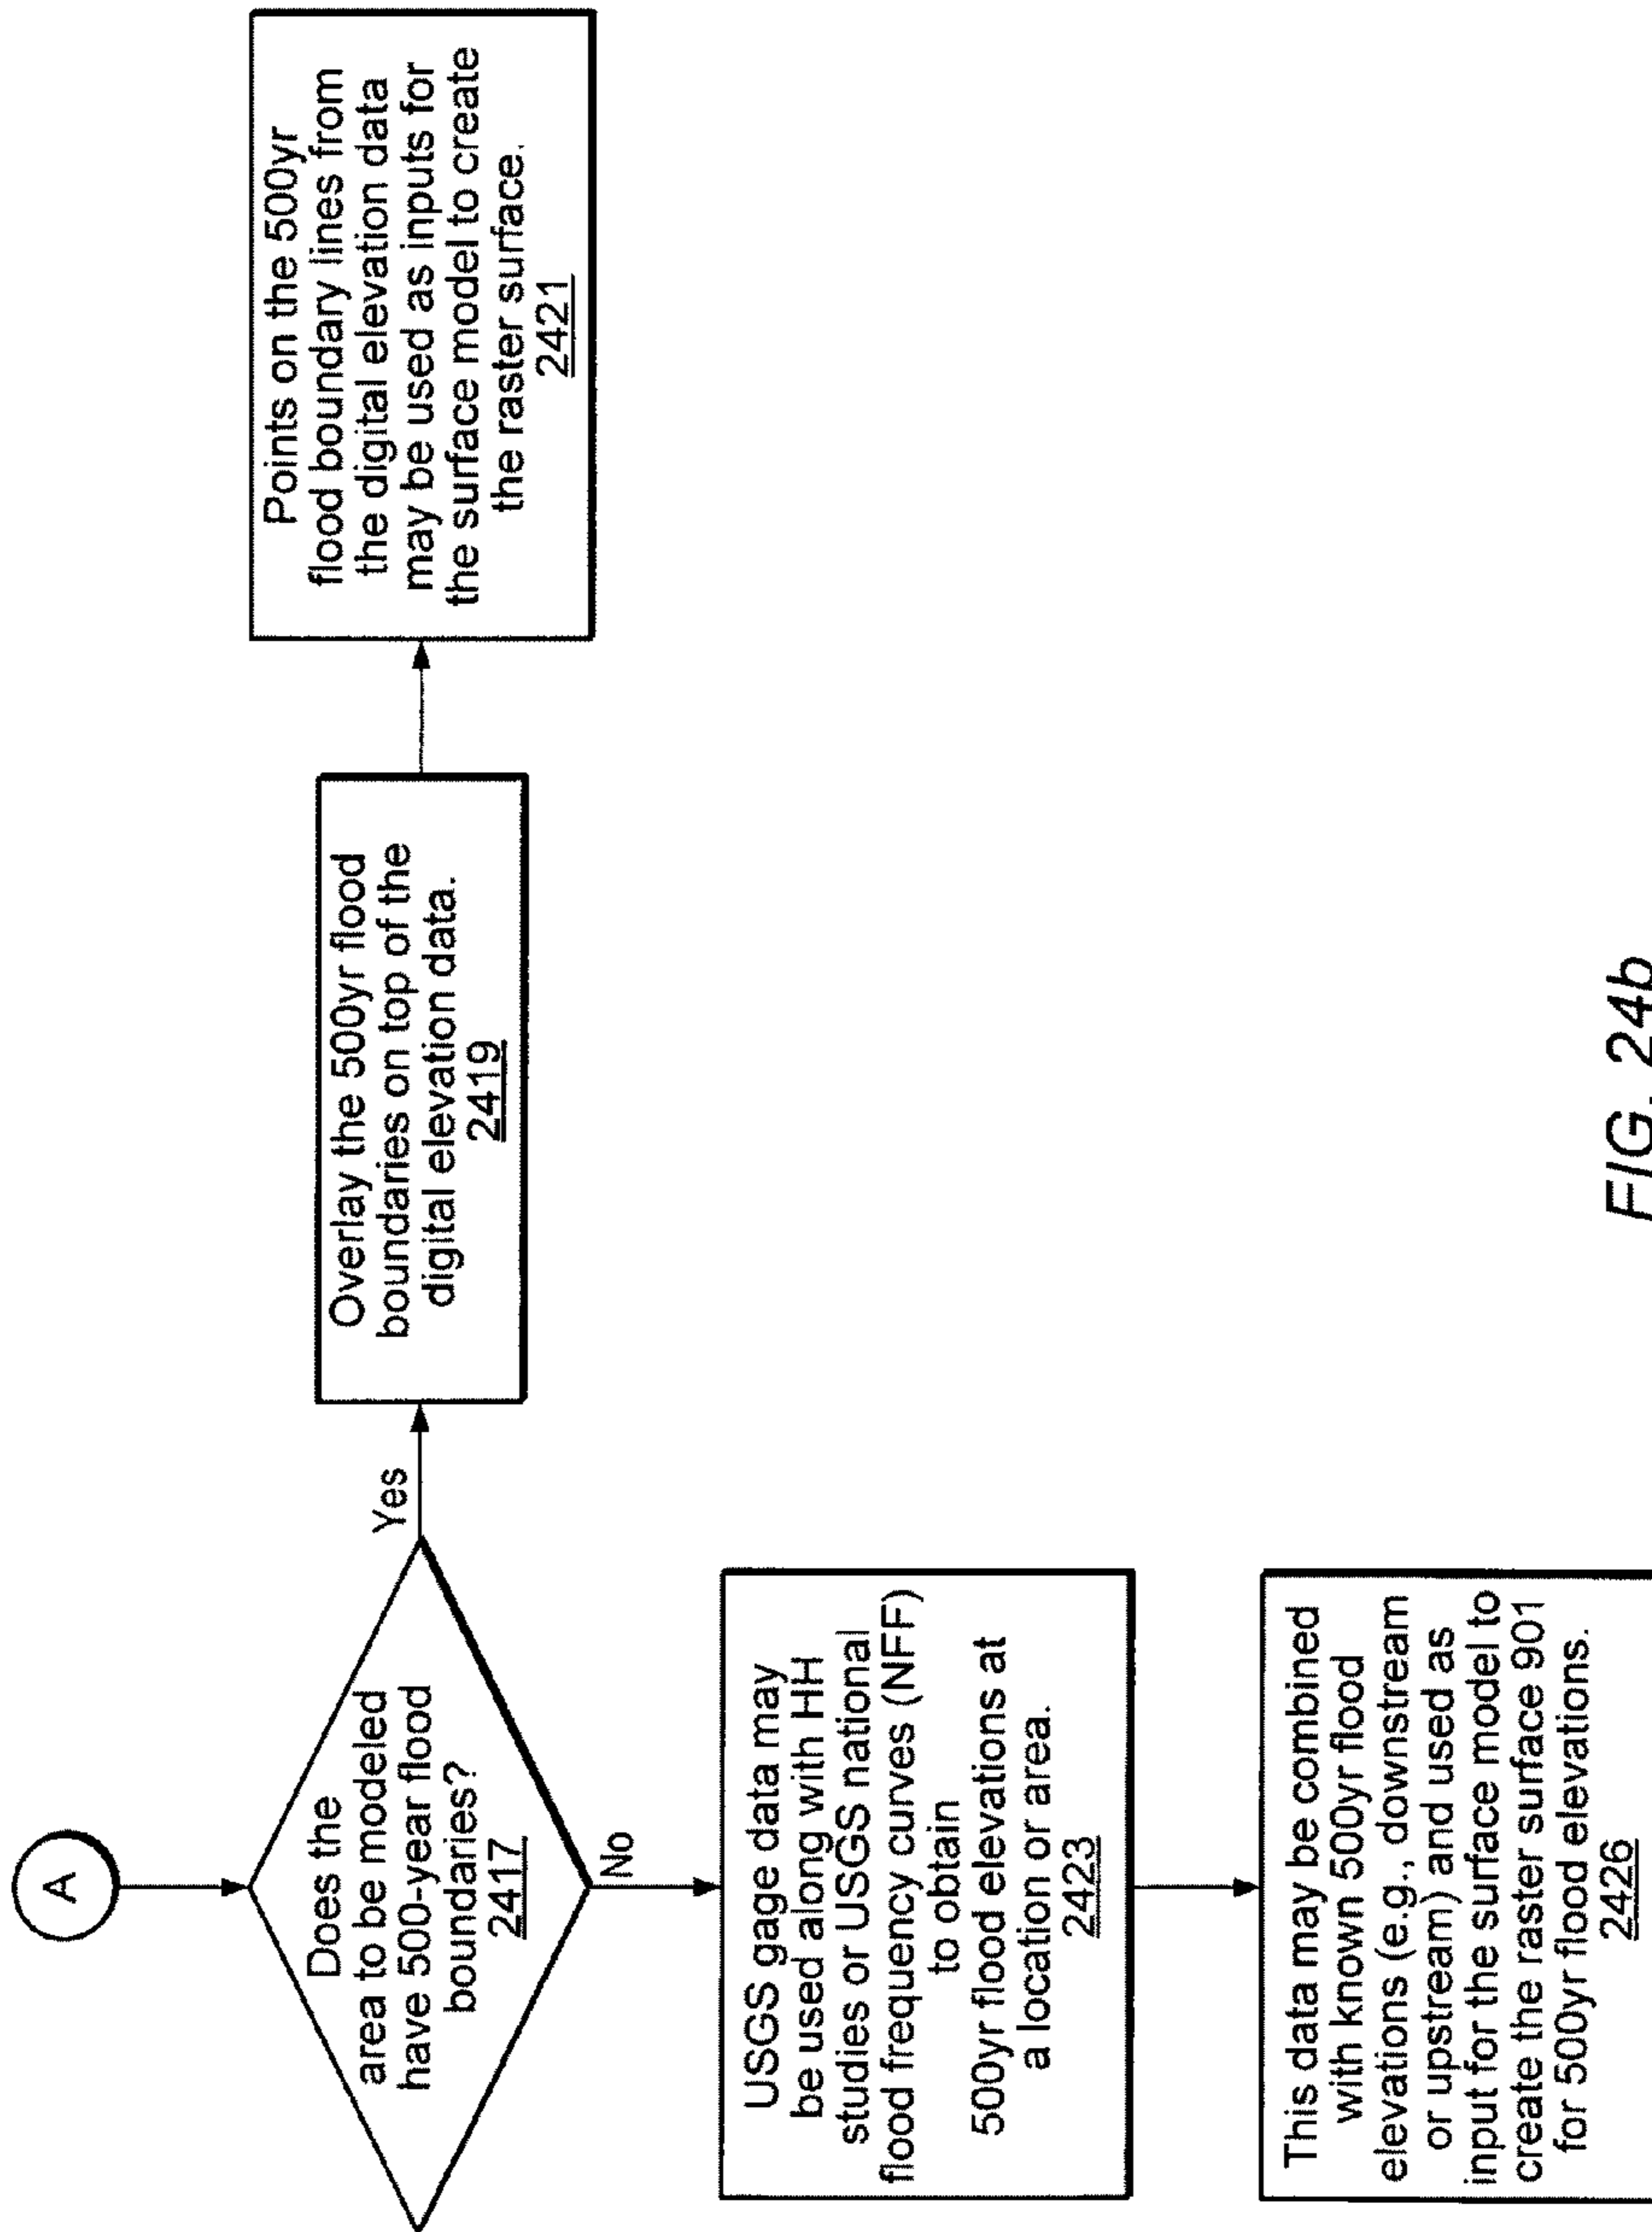 A
Does the
area to be modeled
have 500-year flood
boundaries?
2417
Yes
Overlay the 500yr flood
boundaries on top of the
digital elevation data.
2419
Points on the 500yr
flood boundary lines from
the digital elevation data
may be used as inputs for
the surface model to create
the raster surface.
2421
No
USGS gage data may
be used along with HH
studies or USGS national
flood frequency curves (NFF)
to obtain
500yr flood elevations at
a location or area.
2423
This data may be combined
with known 500yr flood
elevations (e.g., downstream
or upstream) and used as
input for the surface model to
create the raster surface 901
for 500yr flood elevations.
2426
FIG. 24b